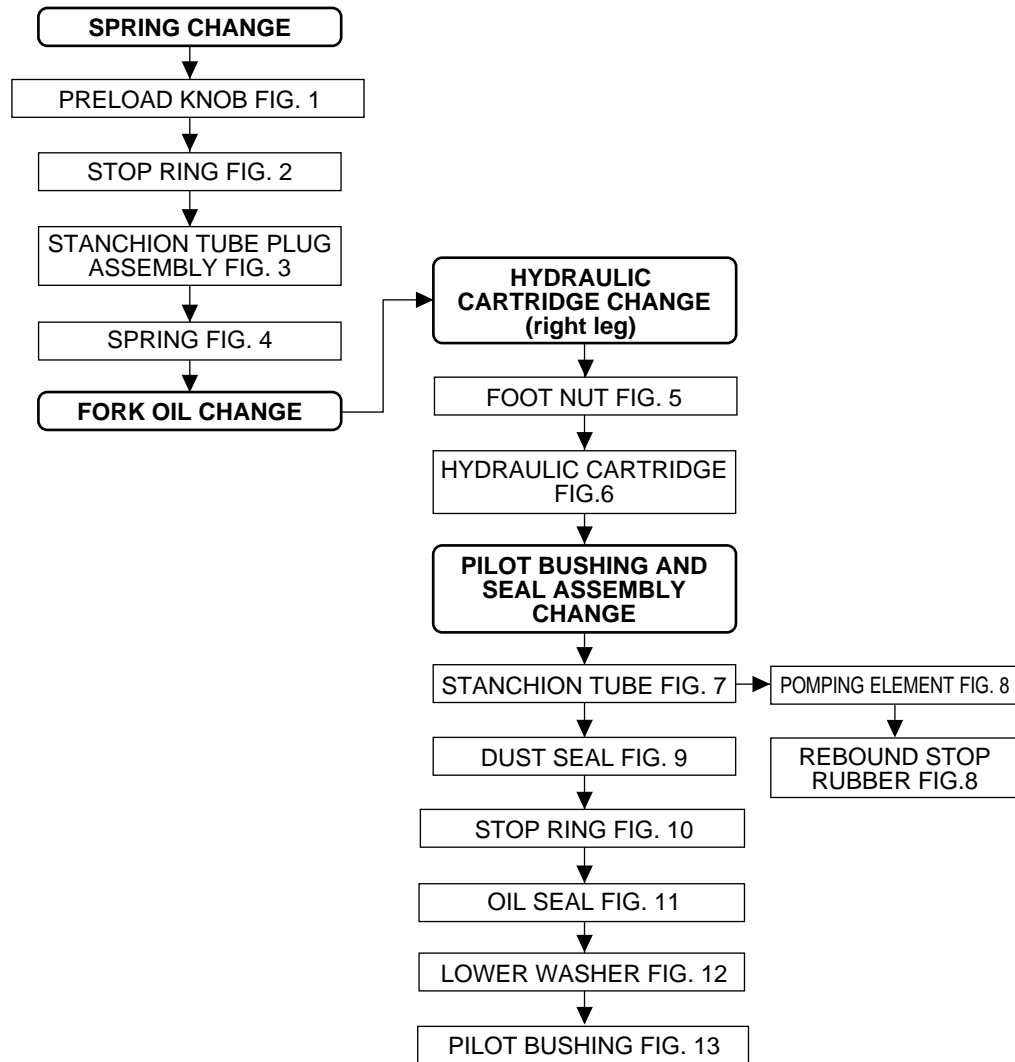 SPRING CHANGE
PRELOAD KNOB FIG. 1
STOP RING FIG. 2
STANCHION TUBE PLUG
ASSEMBLY FIG. 3
SPRING FIG. 4
FORK OIL CHANGE
HYDRAULIC
CARTRIDGE CHANGE
(right leg)
FOOT NUT FIG. 5
HYDRAULIC CARTRIDGE
FIG.6
PILOT BUSHING AND
SEAL ASSEMBLY
CHANGE
STANCHION TUBE FIG. 7
POMPING ELEMENT FIG. 8
REBOUND STOP
RUBBER FIG.8
DUST SEAL FIG. 9
STOP RING FIG. 10
OIL SEAL FIG. 11
LOWER WASHER FIG. 12
PILOT BUSHING FIG. 13